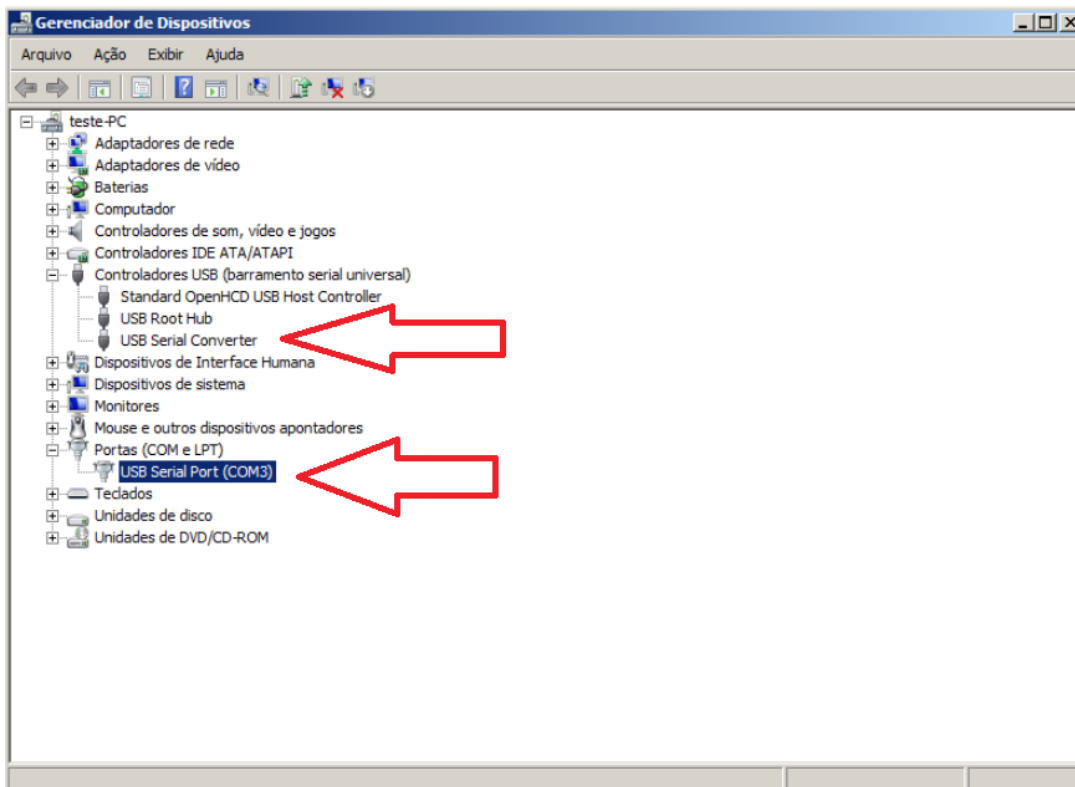 Gerenciador de Dispositivos
Arquivo Ação Exibir Ajuda
teste-PC
Adaptadores de rede
Adaptadores de vídeo
Baterias
Computador
Controladores de som, vídeo e jogos
Controladores IDE ATA/ATAPI
Controladores USB (barramento serial universal)
Standard OpenHCD USB Host Controller
USB Root Hub
USB Serial Converter
Dispositivos de Interface Humana
Dispositivos de sistema
Monitores
Mouse e outros dispositivos apontadores
Portas (COM e LPT)
USB Serial Port (COM3)
Teclados
Unidades de disco
Unidades de DVD/CD-ROM